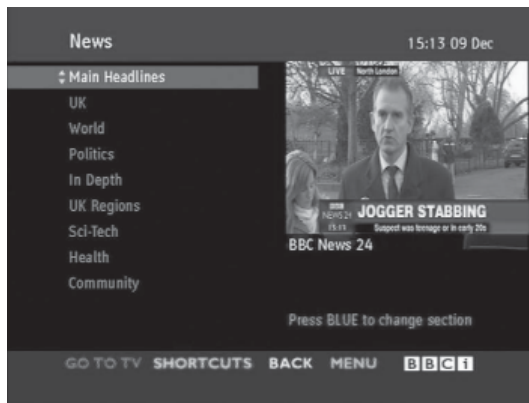 News 15:13 09 Dec
Main Headlines
UK
World
Politics
In Depth
UK Regions
Sci-Tech
Health
Community
LIVE North London
BBC
NEWS 24 JOGGER STABBING
15:13 Suspect was teenage or in early 20s
BBC News 24
Press BLUE to change section
GO TO TV SHORTCUTS BACK MENU BBCi